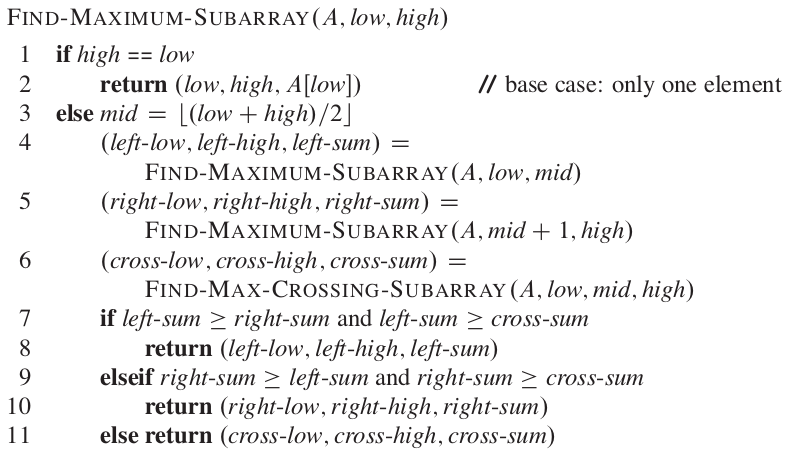 FIND-MAXIMUM-SUBARRAY(A, low, high)
1 if high == low
2 return (low, high, A[low]) // base case: only one element
3 else mid = ⌊(low + high)/2⌋
4 (left-low, left-high, left-sum) =
FIND-MAXIMUM-SUBARRAY(A, low, mid)
5 (right-low, right-high, right-sum) =
FIND-MAXIMUM-SUBARRAY(A, mid + 1, high)
6 (cross-low, cross-high, cross-sum) =
FIND-MAX-CROSSING-SUBARRAY(A, low, mid, high)
7 if left-sum ≥ right-sum and left-sum ≥ cross-sum
8 return (left-low, left-high, left-sum)
9 elseif right-sum ≥ left-sum and right-sum ≥ cross-sum
10 return (right-low, right-high, right-sum)
11 else return (cross-low, cross-high, cross-sum)